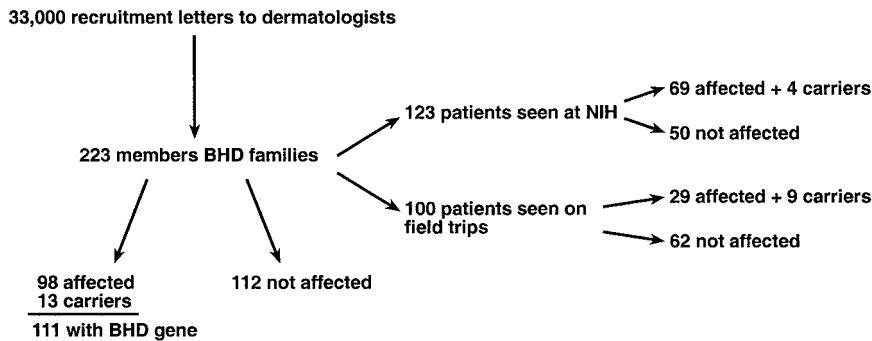 33,000 recruitment letters to dermatologists
223 members BHD families
98 affected
13 carriers
111 with BHD gene
112 not affected
123 patients seen at NIH
69 affected + 4 carriers
50 not affected
100 patients seen on
field trips
29 affected + 9 carriers
62 not affected